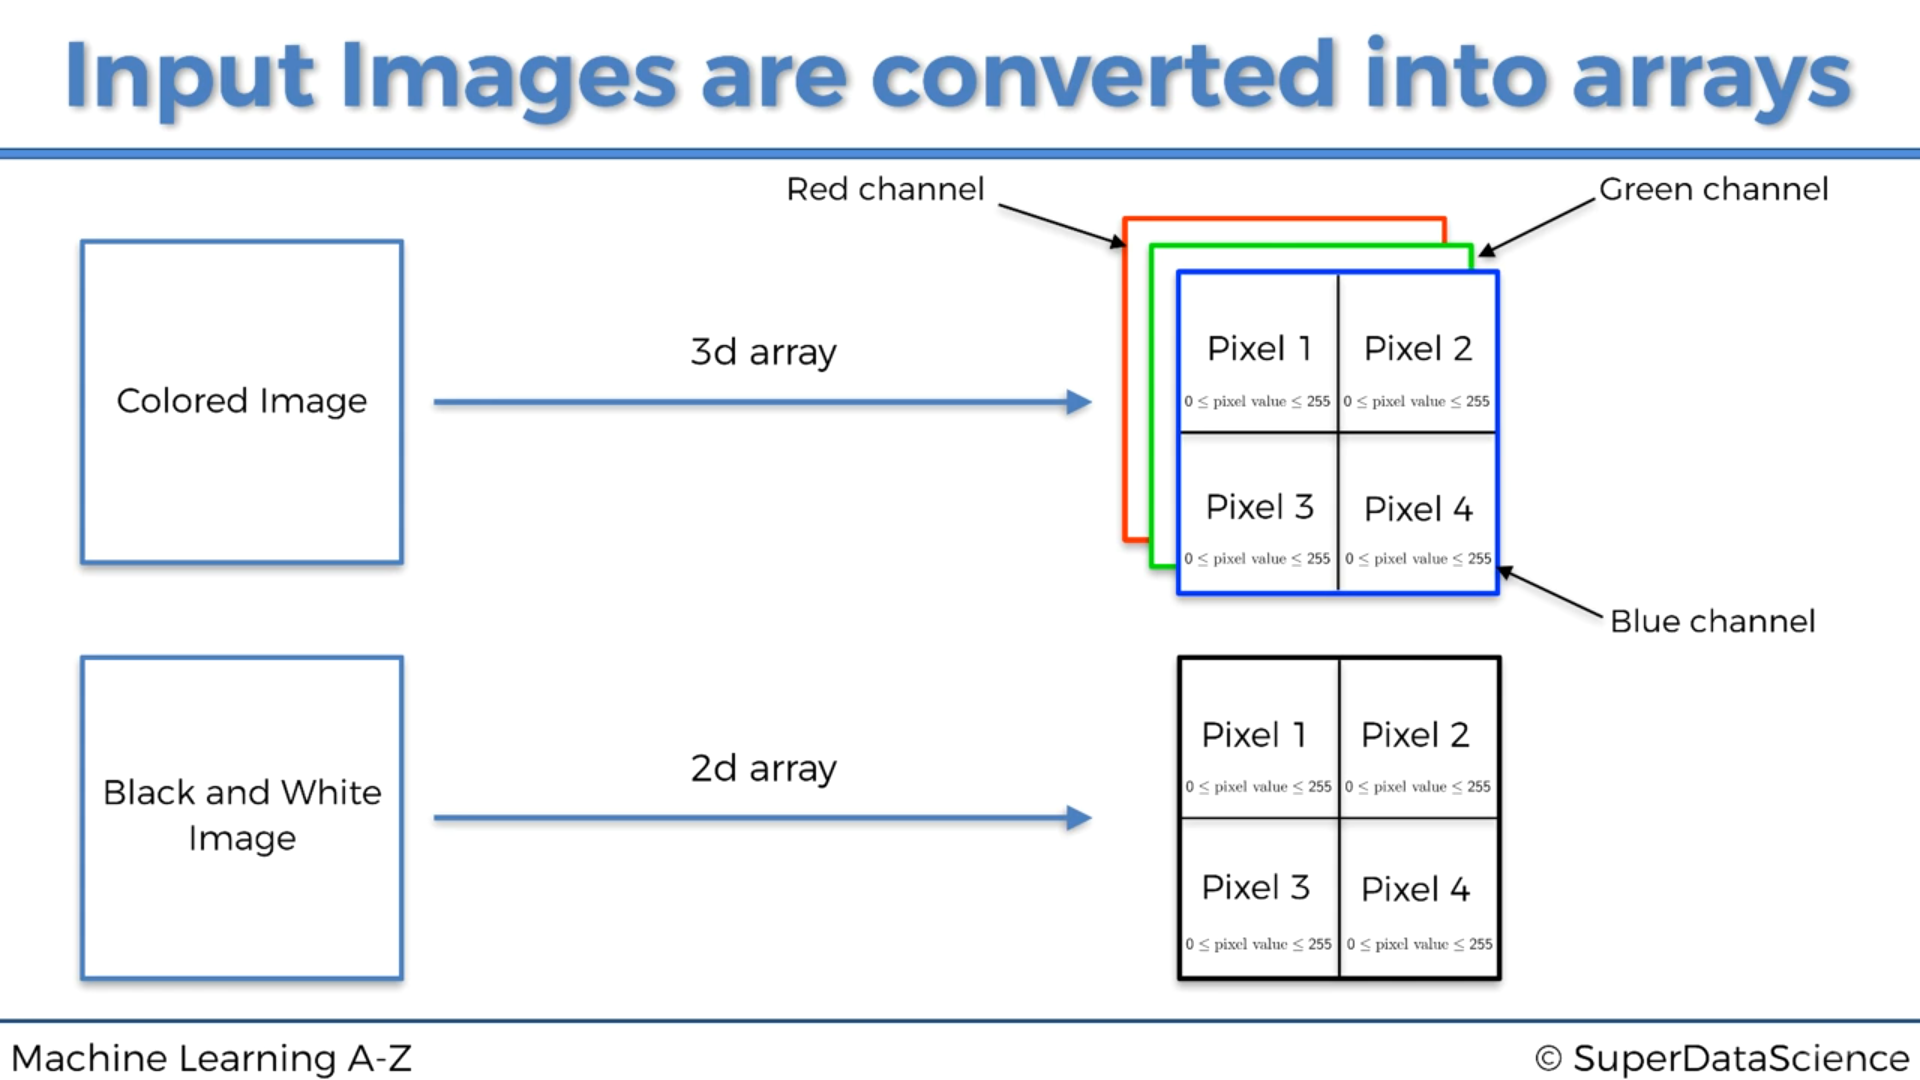 Input Images are converted into arrays
Red channel
Green channel
Colored Image
3d array
Pixel 1
Pixel 2
0 ≤ pixel value ≤ 255
0 ≤ pixel value ≤ 255
Pixel 3
Pixel 4
0 ≤ pixel value ≤ 255
0 ≤ pixel value ≤ 255
Blue channel
Black and White
Image
2d array
Pixel 1
Pixel 2
0 ≤ pixel value ≤ 255
0 ≤ pixel value ≤ 255
Pixel 3
Pixel 4
0 ≤ pixel value ≤ 255
0 ≤ pixel value ≤ 255
Machine Learning A-Z
© SuperDataScience